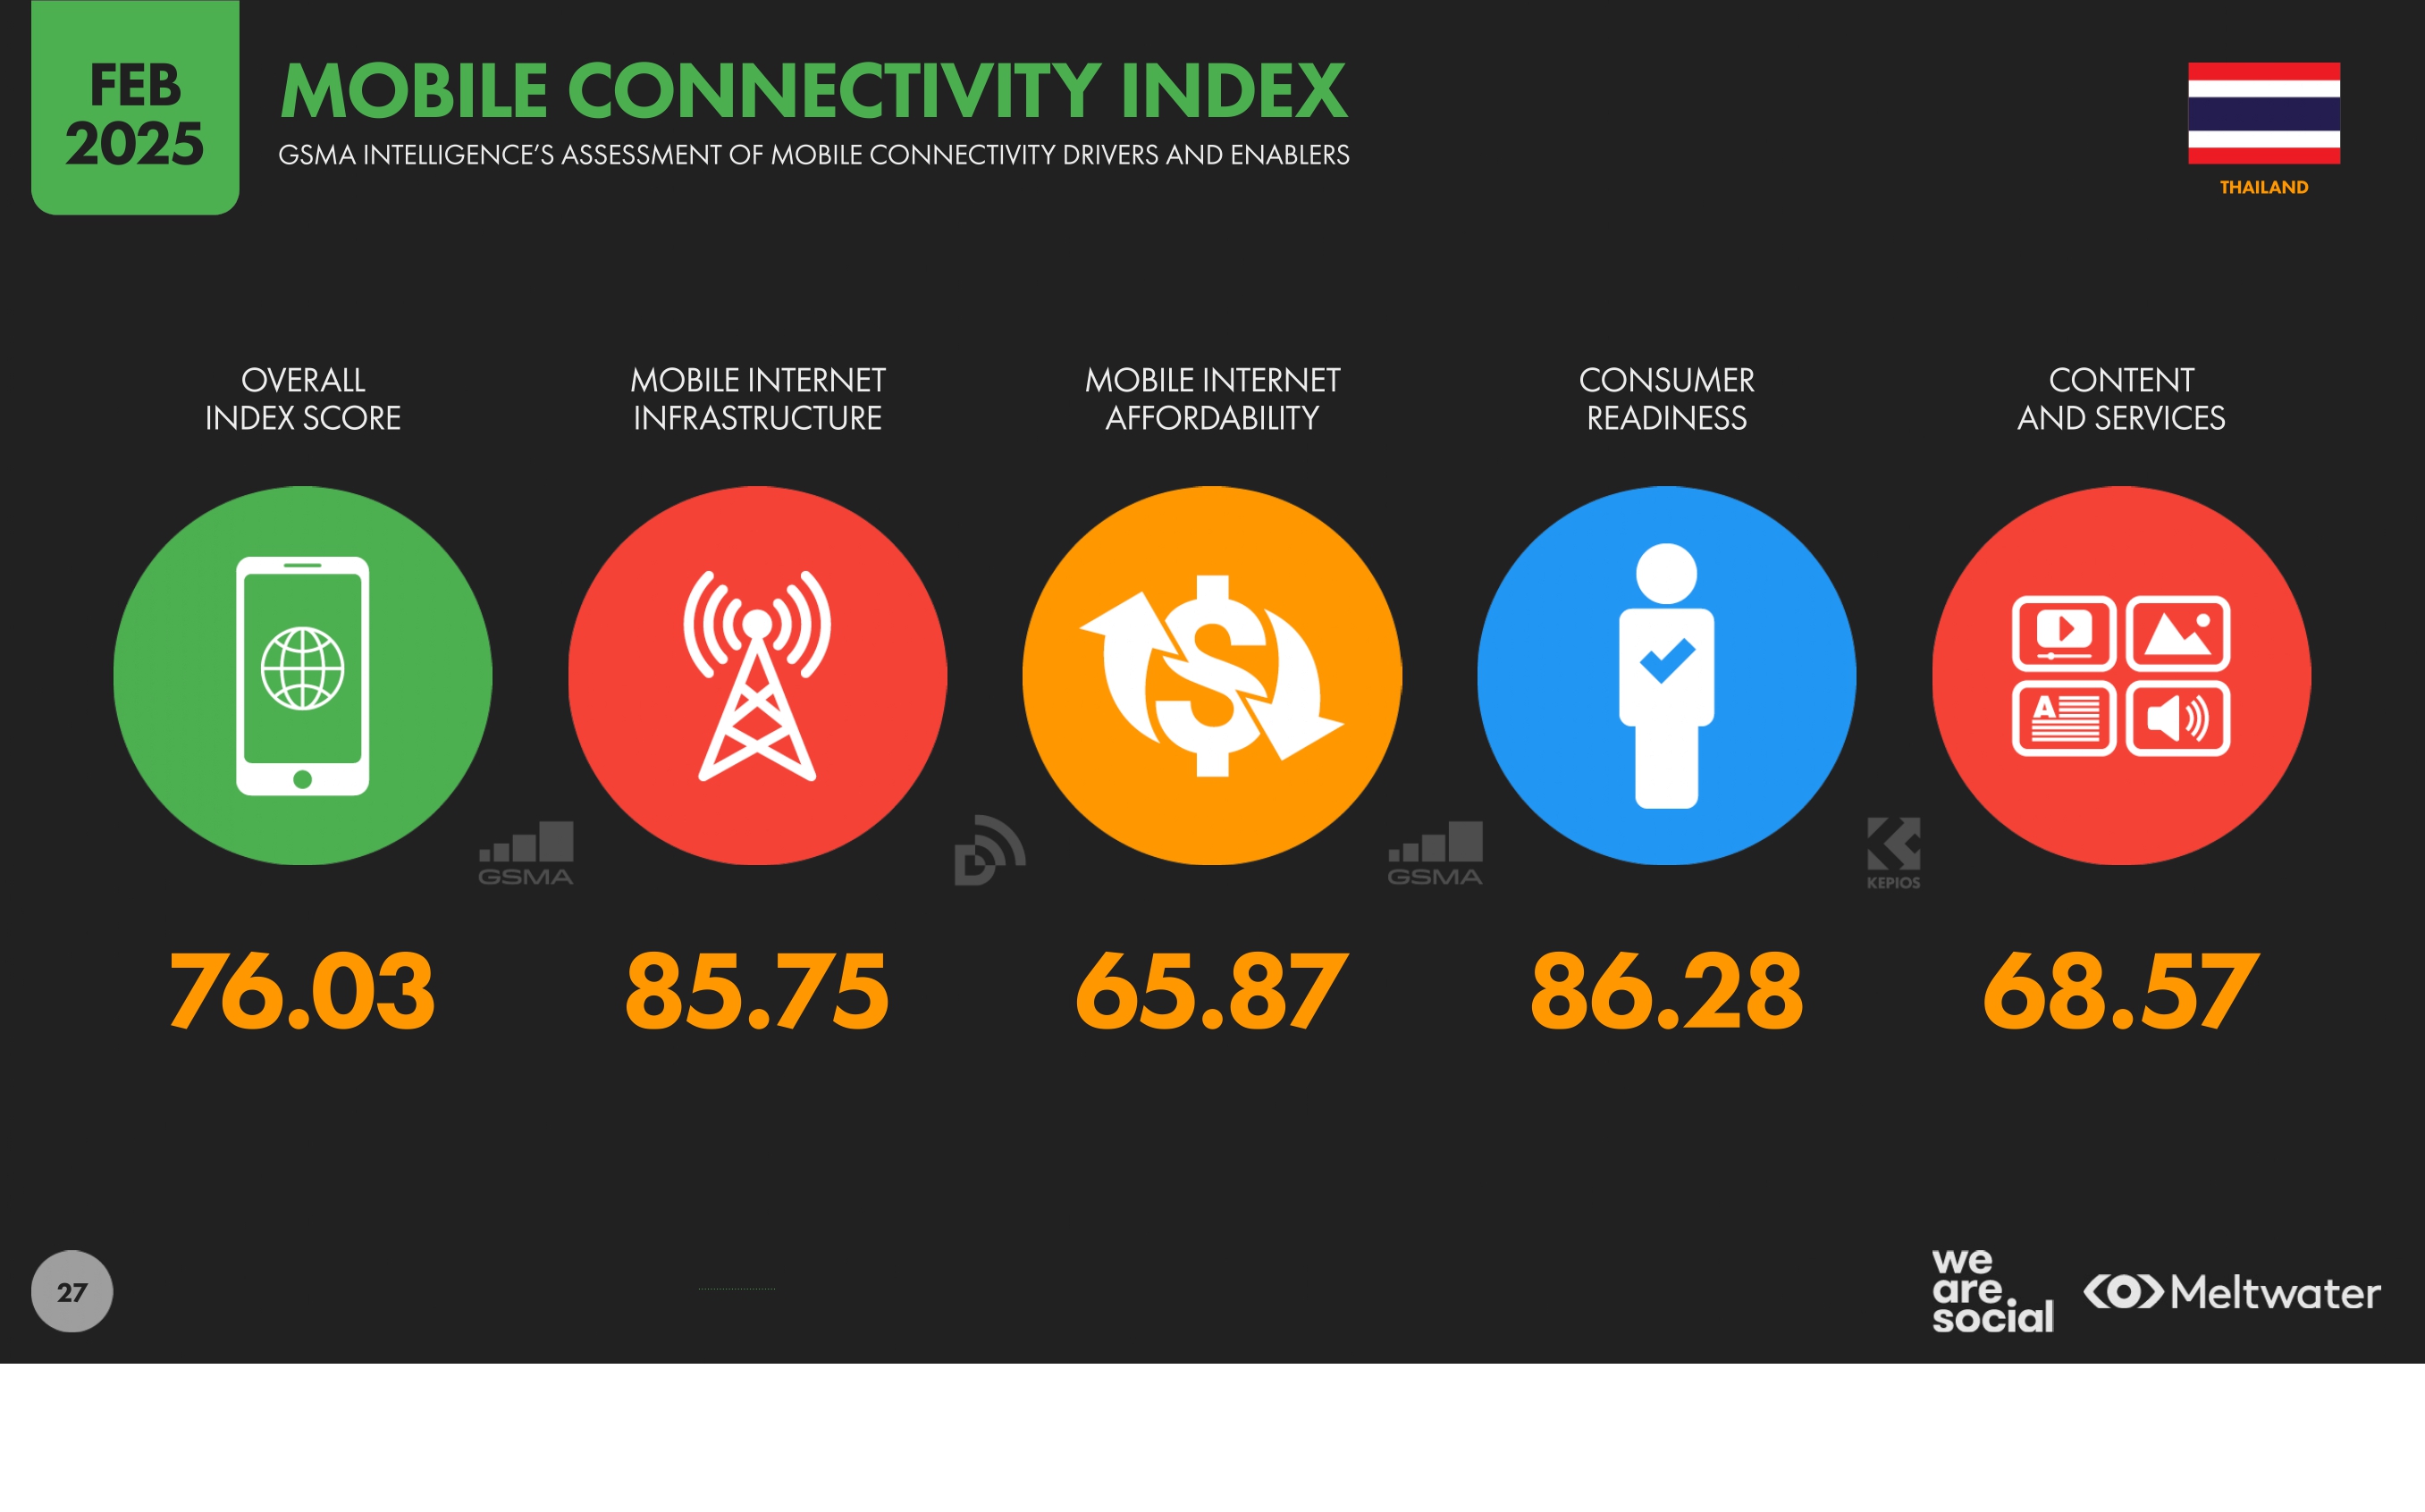 FEB
2025
MOBILE CONNECTIVITY INDEX
GSMA INTELLIGENCE'S ASSESSMENT OF MOBILE CONNECTIVITY DRIVERS AND ENABLERS
THAILAND
OVERALL
INDEX SCORE
MOBILE INTERNET
INFRASTRUCTURE
MOBILE INTERNET
AFFORDABILITY
CONSUMER
READINESS
CONTENT
AND SERVICES
$
A
GSMA
D
GSMA
KEPIOS
76.03
85.75
65.87
86.28
68.57
27
we
are.
social
Meltwater